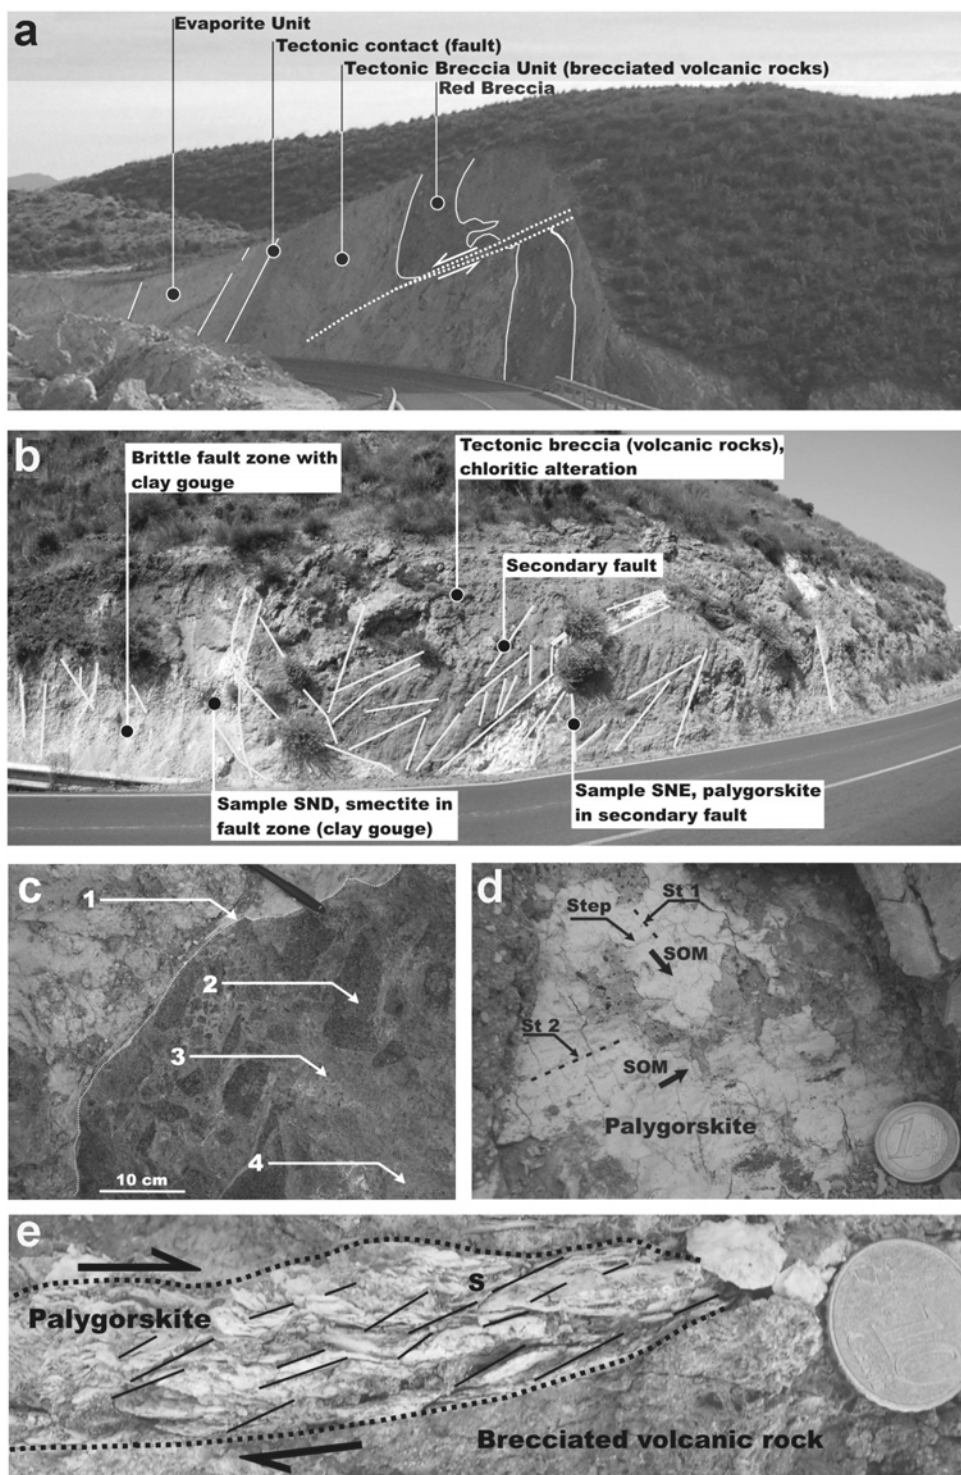 a
Evaporite Unit
Tectonic contact (fault)
Tectonic Breccia Unit (brecciated volcanic rocks)
Red Breccia
b
Brittle fault zone with
clay gouge
Tectonic breccia (volcanic rocks),
chloritic alteration
Secondary fault
Sample SND, smectite in
fault zone (clay gouge)
Sample SNE, palygorskite
in secondary fault
c
1
2
3
4
10 cm
d
St 1
Step
SOM
St 2
SOM
Palygorskite
1
e
S
Palygorskite
10
Brecciated volcanic rock